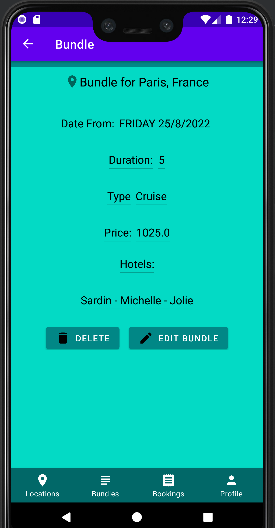 12:29
Bundle
Bundle for Paris, France
Date From: FRIDAY 25/8/2022
Duration: 5
Type Cruise
Price: 1025.0
Hotels:
Sardin - Michelle - Jolie
DELETE EDIT BUNDLE
Locations Bundles Bookings Profile